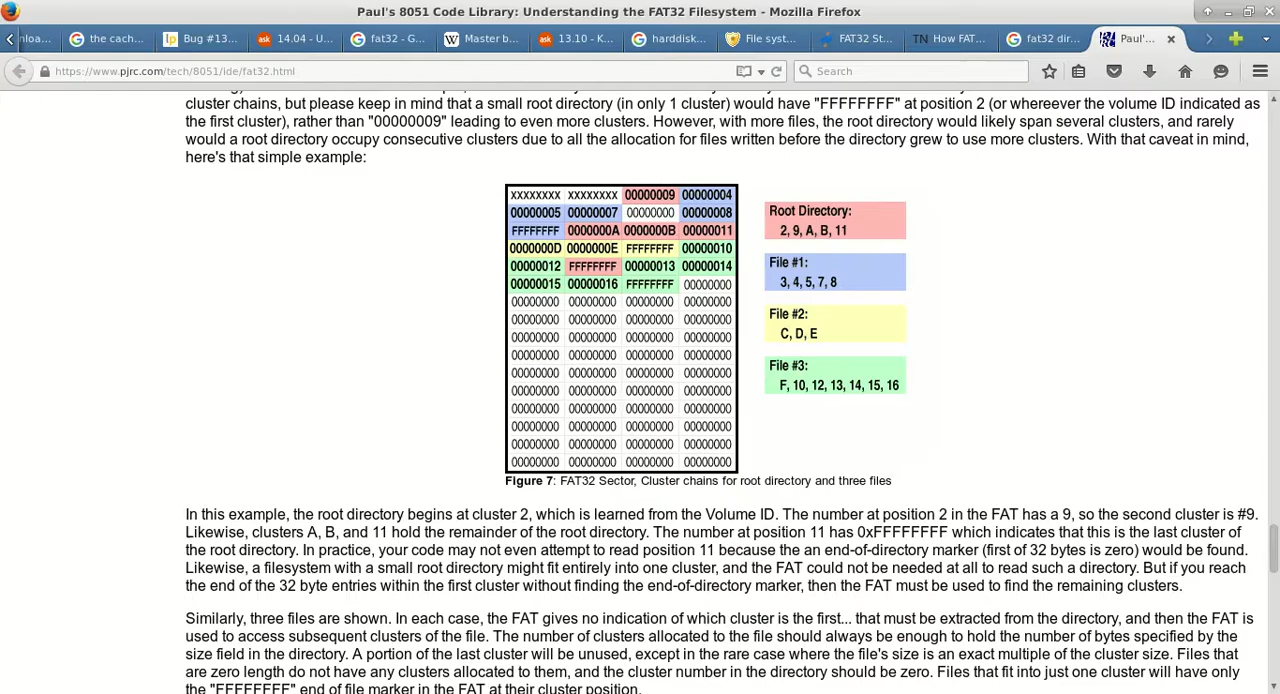 Paul's 8051 Code Library: Understanding the FAT32 Filesystem - Mozilla Firefox
the cach...
Bug #13...
14.04 - U...
fat32 - G...
Master b...
13.10 - K...
harddisk...
File syst...
FAT32 St...
How FAT...
fat32 dir...
Paul'...
https://www.pjrc.com/tech/8051/ide/fat32.html
Search
cluster chains, but please keep in mind that a small root directory (in only 1 cluster) would have "FFFFFFFF" at position 2 (or whereever the volume ID indicated as
the first cluster), rather than "00000009" leading to even more clusters. However, with more files, the root directory would likely span several clusters, and rarely
would a root directory occupy consecutive clusters due to all the allocation for files written before the directory grew to use more clusters. With that caveat in mind,
here's that simple example:
XXXXXXXX XXXXXXXX 00000009 00000004
00000005 00000007 00000000 00000008
FFFFFFFF 0000000A 0000000B 00000011
0000000D 0000000E FFFFFFFF 00000010
00000012 FFFFFFFF 00000013 00000014
00000015 00000016 FFFFFFFF 00000000
00000000 00000000 00000000 00000000
00000000 00000000 00000000 00000000
00000000 00000000 00000000 00000000
00000000 00000000 00000000 00000000
00000000 00000000 00000000 00000000
00000000 00000000 00000000 00000000
00000000 00000000 00000000 00000000
00000000 00000000 00000000 00000000
00000000 00000000 00000000 00000000
00000000 00000000 00000000 00000000
Root Directory:
2, 9, A, B, 11
File #1:
3, 4, 5, 7, 8
File #2:
C, D, E
File #3:
F, 10, 12, 13, 14, 15, 16
Figure 7: FAT32 Sector, Cluster chains for root directory and three files
In this example, the root directory begins at cluster 2, which is learned from the Volume ID. The number at position 2 in the FAT has a 9, so the second cluster is #9.
Likewise, clusters A, B, and 11 hold the remainder of the root directory. The number at position 11 has 0xFFFFFFFF which indicates that this is the last cluster of
the root directory. In practice, your code may not even attempt to read position 11 because the an end-of-directory marker (first of 32 bytes is zero) would be found.
Likewise, a filesystem with a small root directory might fit entirely into one cluster, and the FAT could not be needed at all to read such a directory. But if you reach
the end of the 32 byte entries within the first cluster without finding the end-of-directory marker, then the FAT must be used to find the remaining clusters.
Similarly, three files are shown. In each case, the FAT gives no indication of which cluster is the first... that must be extracted from the directory, and then the FAT is
used to access subsequent clusters of the file. The number of clusters allocated to the file should always be enough to hold the number of bytes specified by the
size field in the directory. A portion of the last cluster will be unused, except in the rare case where the file's size is an exact multiple of the cluster size. Files that
are zero length do not have any clusters allocated to them, and the cluster number in the directory should be zero. Files that fit into just one cluster will have only
the "FFFFFFFF" end of file marker in the FAT at their cluster position.